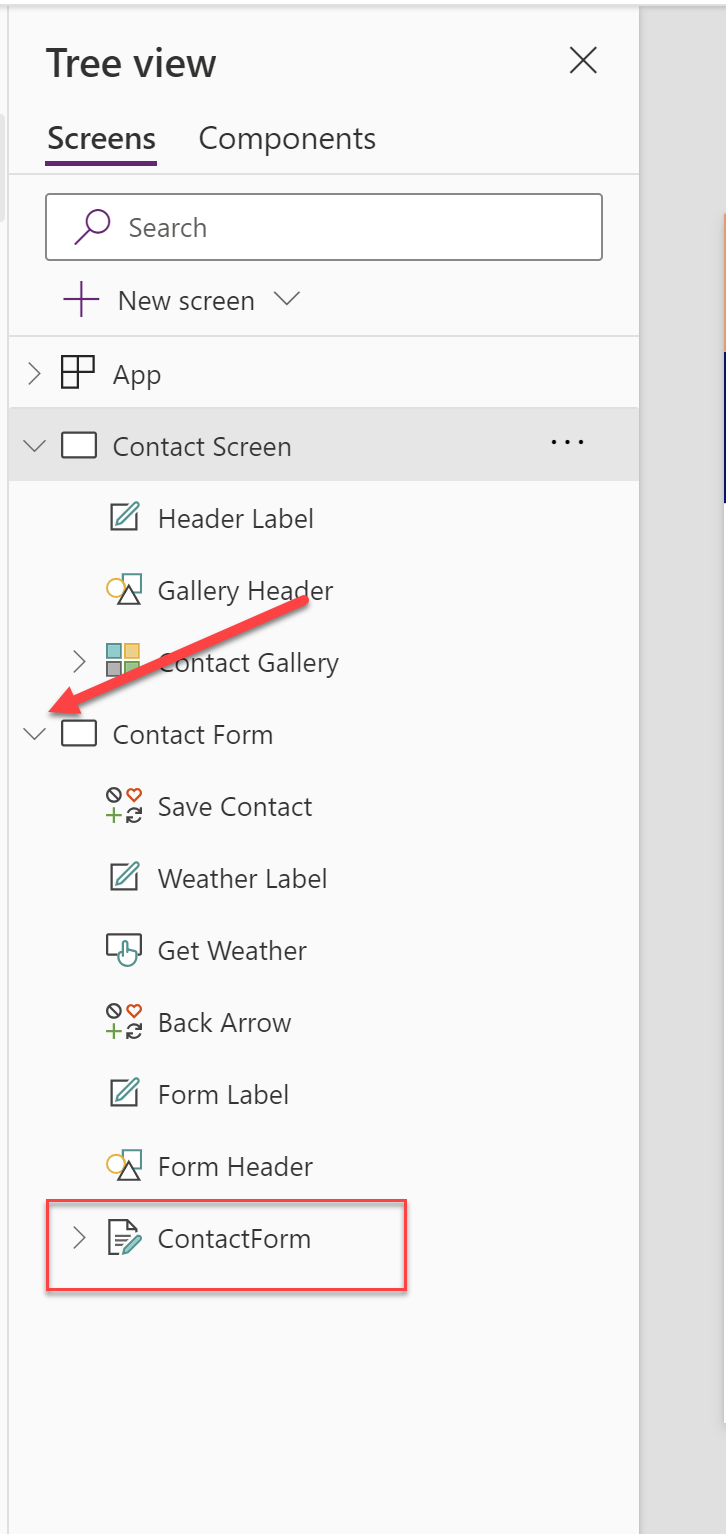 Tree view
Screens Components
Search
New screen
App
Contact Screen
Header Label
Gallery Header
Contact Gallery
Contact Form
Save Contact
Weather Label
Get Weather
Back Arrow
Form Label
Form Header
ContactForm